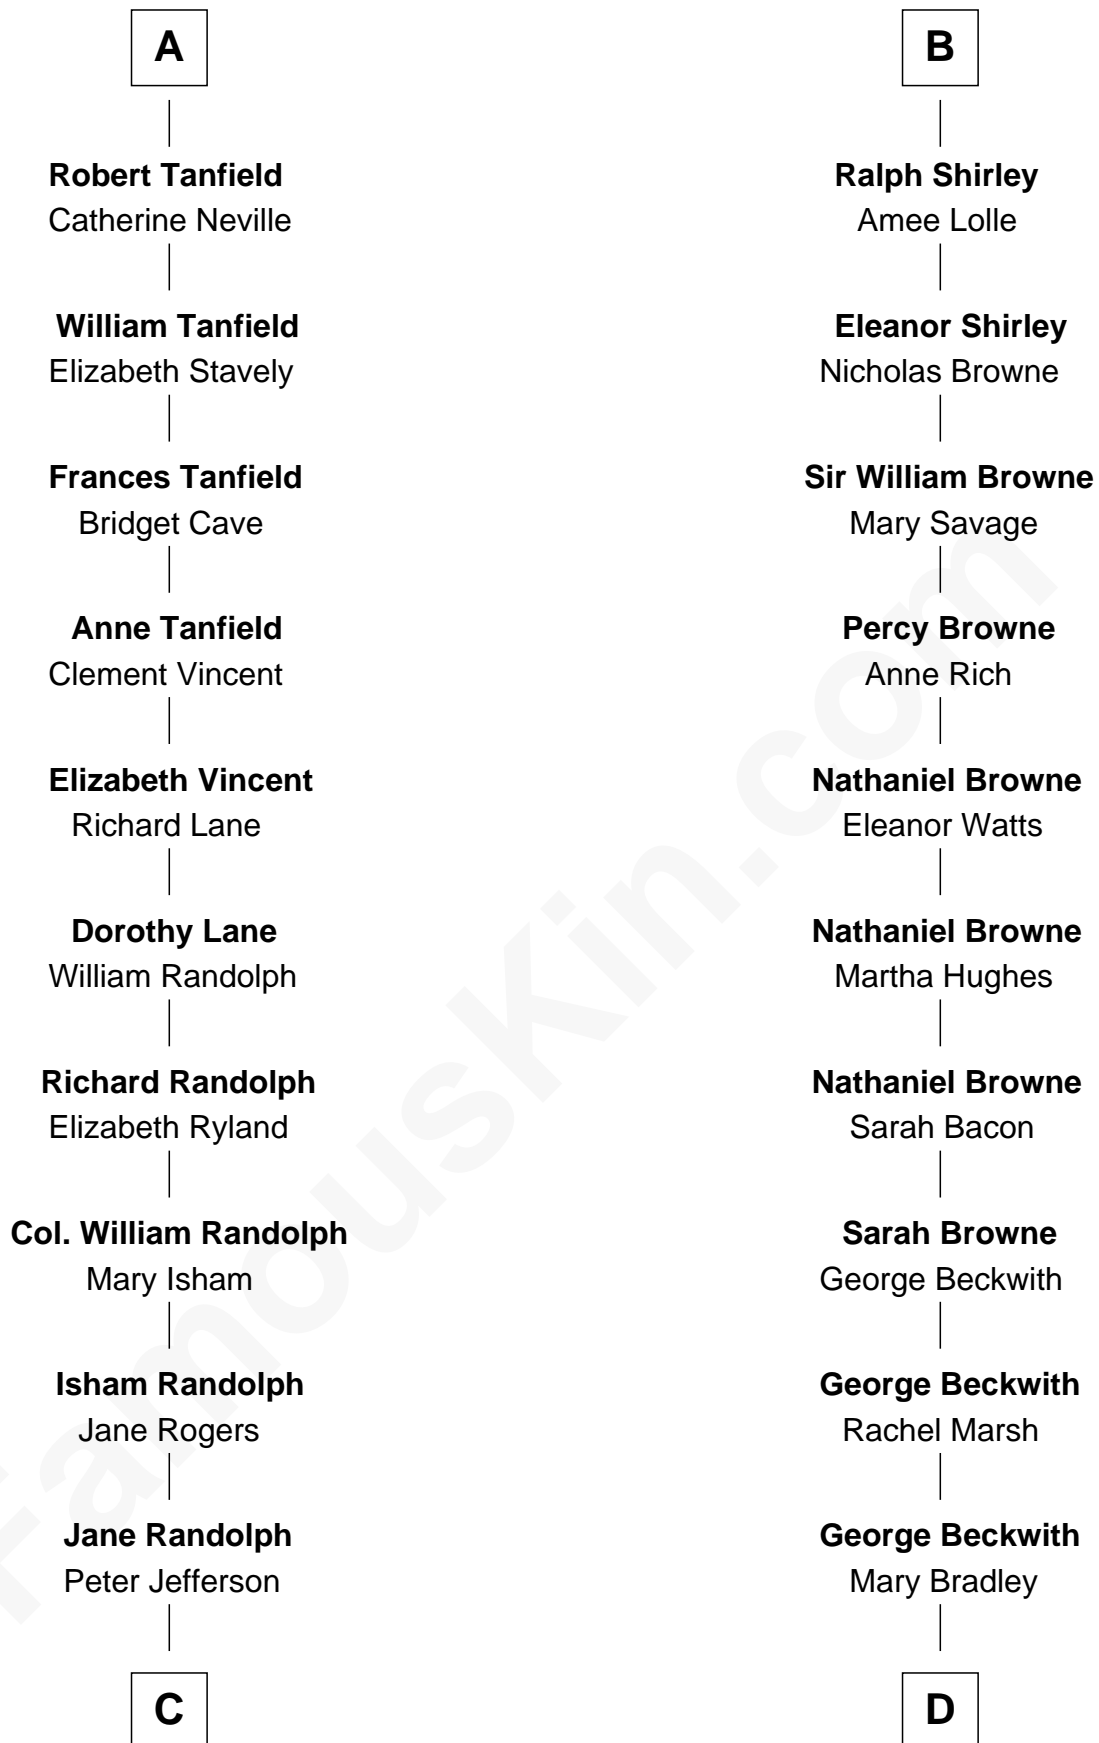 A
Robert Tanfield
Catherine Neville
William Tanfield
Elizabeth Stavely
Frances Tanfield
Bridget Cave
Anne Tanfield
Clement Vincent
Elizabeth Vincent
Richard Lane
Dorothy Lane
William Randolph
Richard Randolph
Elizabeth Ryland
Col. William Randolph
Mary Isham
Isham Randolph
Jane Rogers
Jane Randolph
Peter Jefferson
C
B
Ralph Shirley
Amee Lolle
Eleanor Shirley
Nicholas Browne
Sir William Browne
Mary Savage
Percy Browne
Anne Rich
Nathaniel Browne
Eleanor Watts
Nathaniel Browne
Martha Hughes
Nathaniel Browne
Sarah Bacon
Sarah Browne
George Beckwith
George Beckwith
Rachel Marsh
George Beckwith
Mary Bradley
D
FamousKin.com